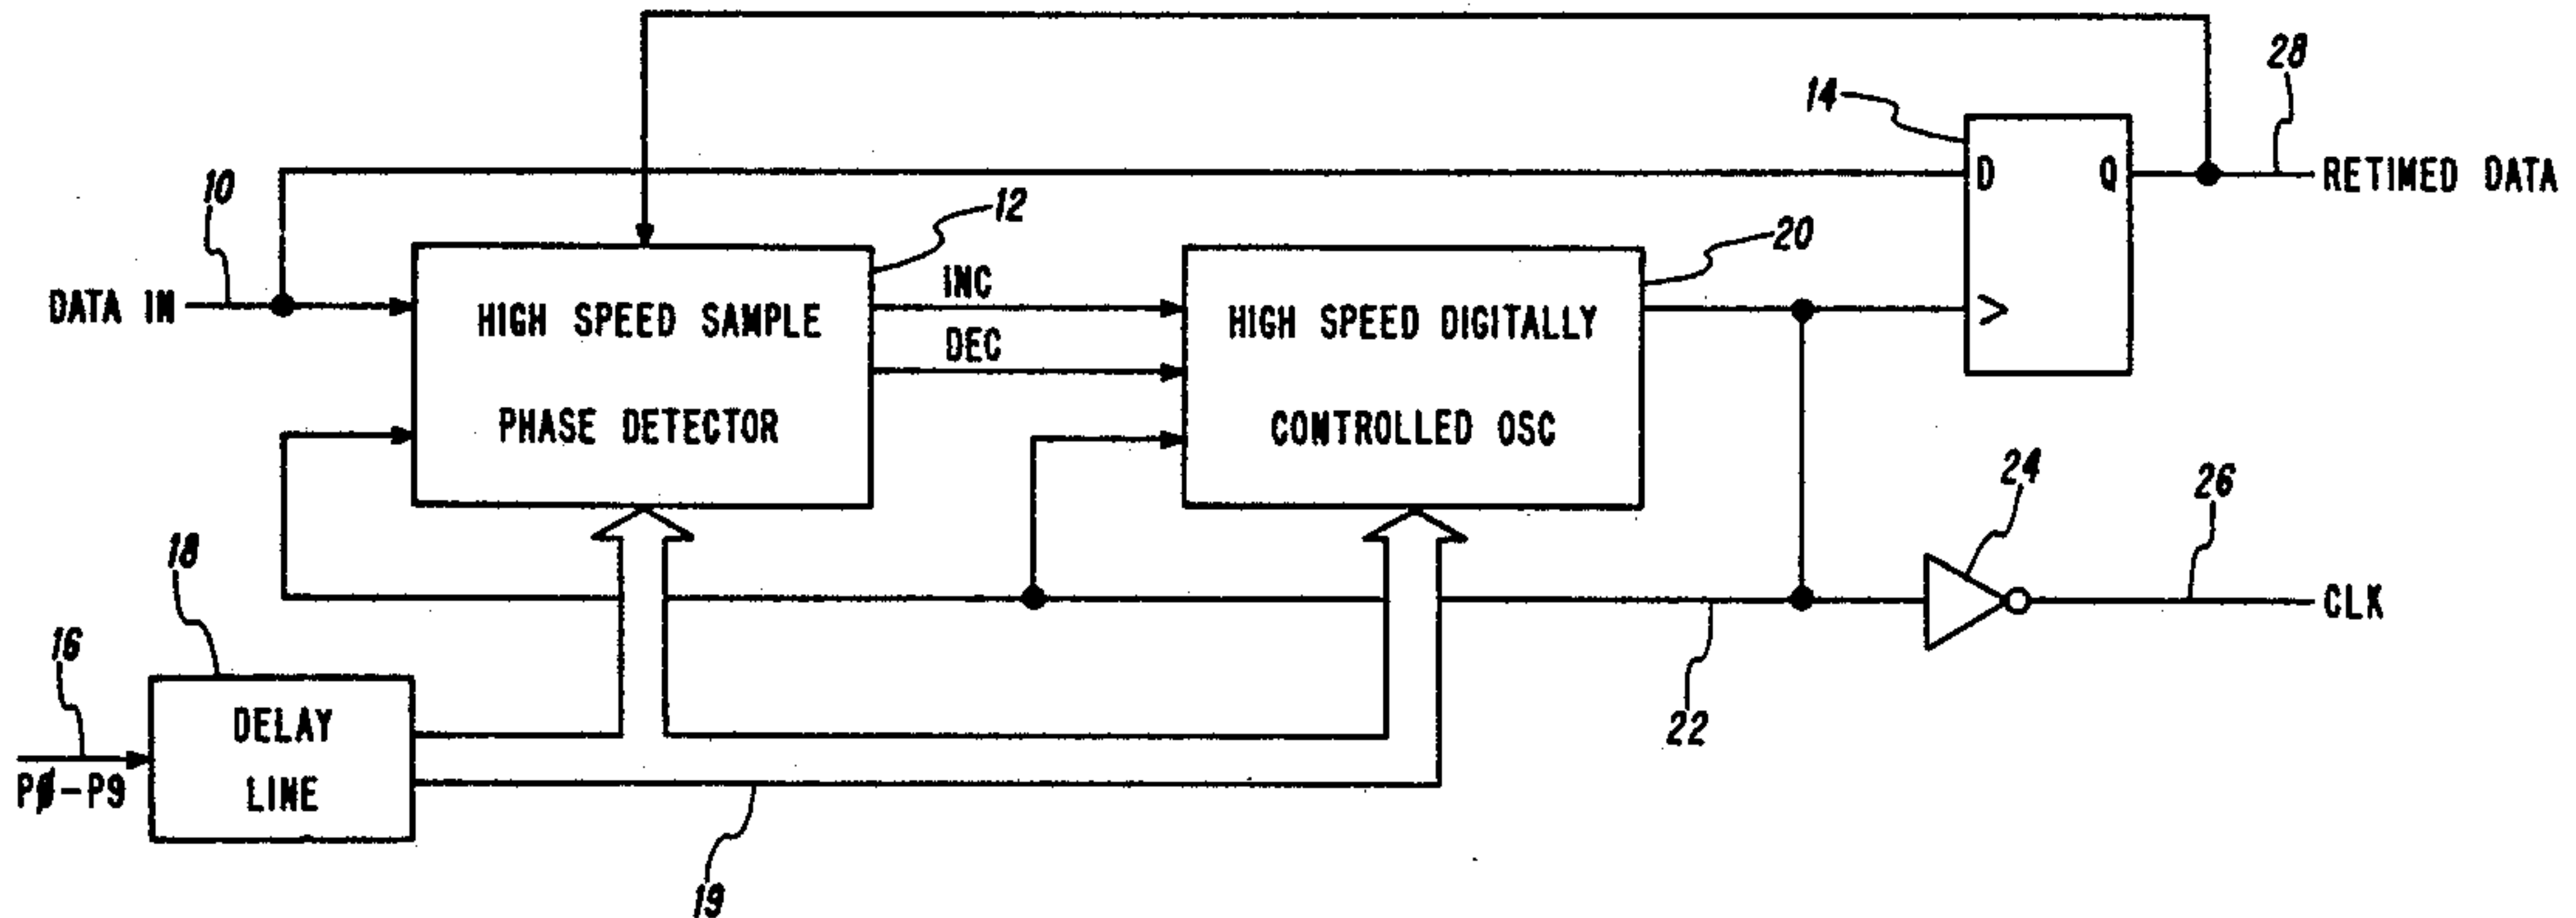 28
14
D Q
RETIMED DATA
10
12
20
DATA IN
INC
DEC
HIGH SPEED SAMPLE
PHASE DETECTOR
HIGH SPEED DIGITALLY
CONTROLLED OSC
>
24
26
CLK
18
16
22
DELAY
LINE
PØ-P9
19